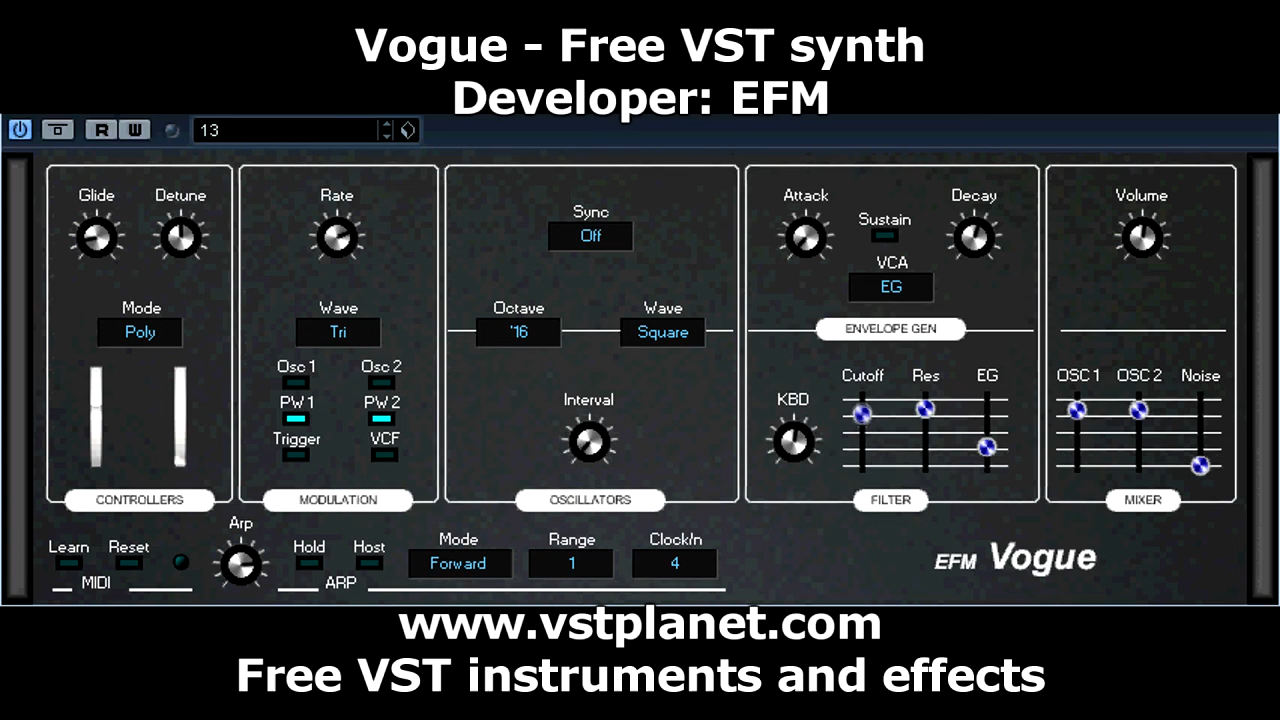 Vogue - Free VST synth
Developer: EFM
R W 13
Glide Detune Rate Sync Attack Sustain Decay Volume
Off
VCA
EG
Mode Wave Octave Wave
Poly Tri '16 Square ENVELOPE GEN
Osc 1 Osc 2 Cutoff Res EG OSC 1 OSC 2 Noise
PW 1 PW 2 Interval KBD
Trigger VCF
CONTROLLERS MODULATION OSCILLATORS FILTER MIXER
Arp
Learn Reset Hold Host Mode Range Clock/n
Forward 1 4
EFM Vogue
MIDI ARP
www.vstplanet.com
Free VST instruments and effects